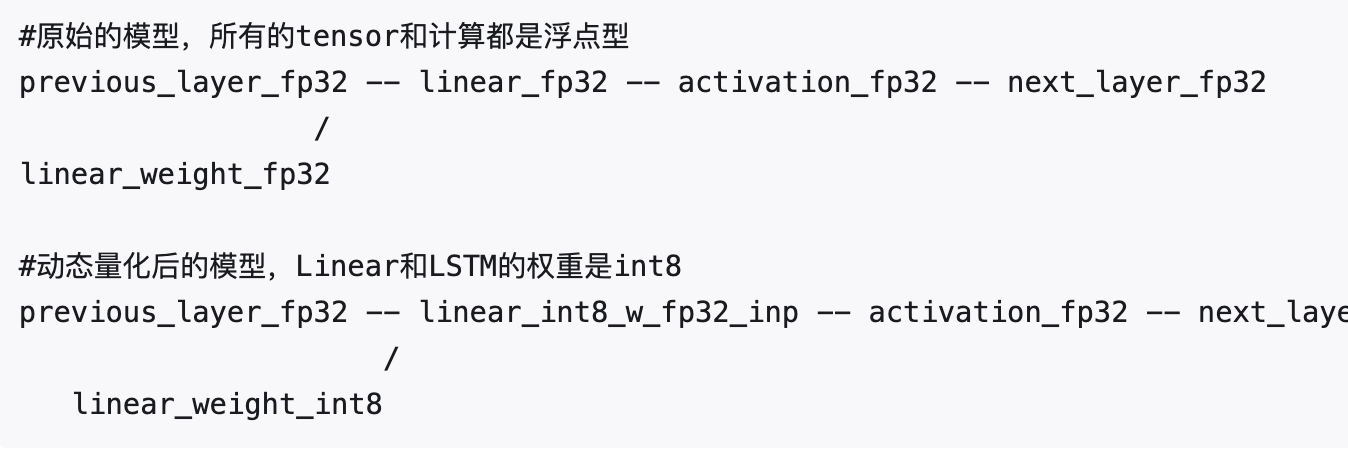 #原始的模型，所有的tensor和计算都是浮点型
previous_layer_fp32 -- linear_fp32 -- activation_fp32 -- next_layer_fp32
/
linear_weight_fp32
#动态量化后的模型，Linear和LSTM的权重是int8
previous_layer_fp32 -- linear_int8_w_fp32_inp -- activation_fp32 -- next_laye
/
linear_weight_int8